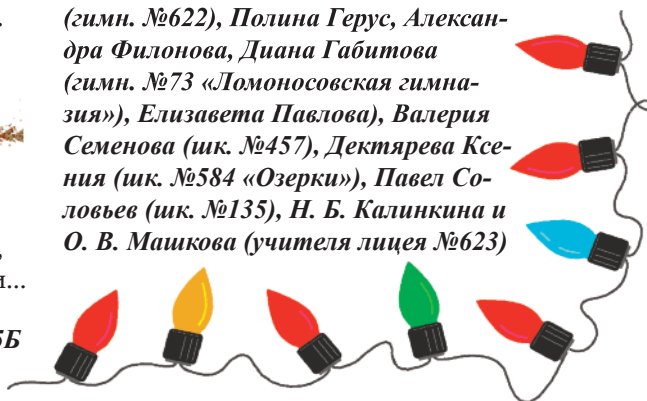 (гимн. №622), Полина Герус, Алексан-
дра Филонова, Диана Габитова
(гимн. №73 «Ломоносовская гимна-
зия»), Елизавета Павлова), Валерия
Семенова (шк. №457), Дектярева Ксе-
ния (шк. №584 «Озерки»), Павел Со-
ловьев (шк. №135), Н. Б. Калинкина и
О. В. Машкова (учителя лицея №623)